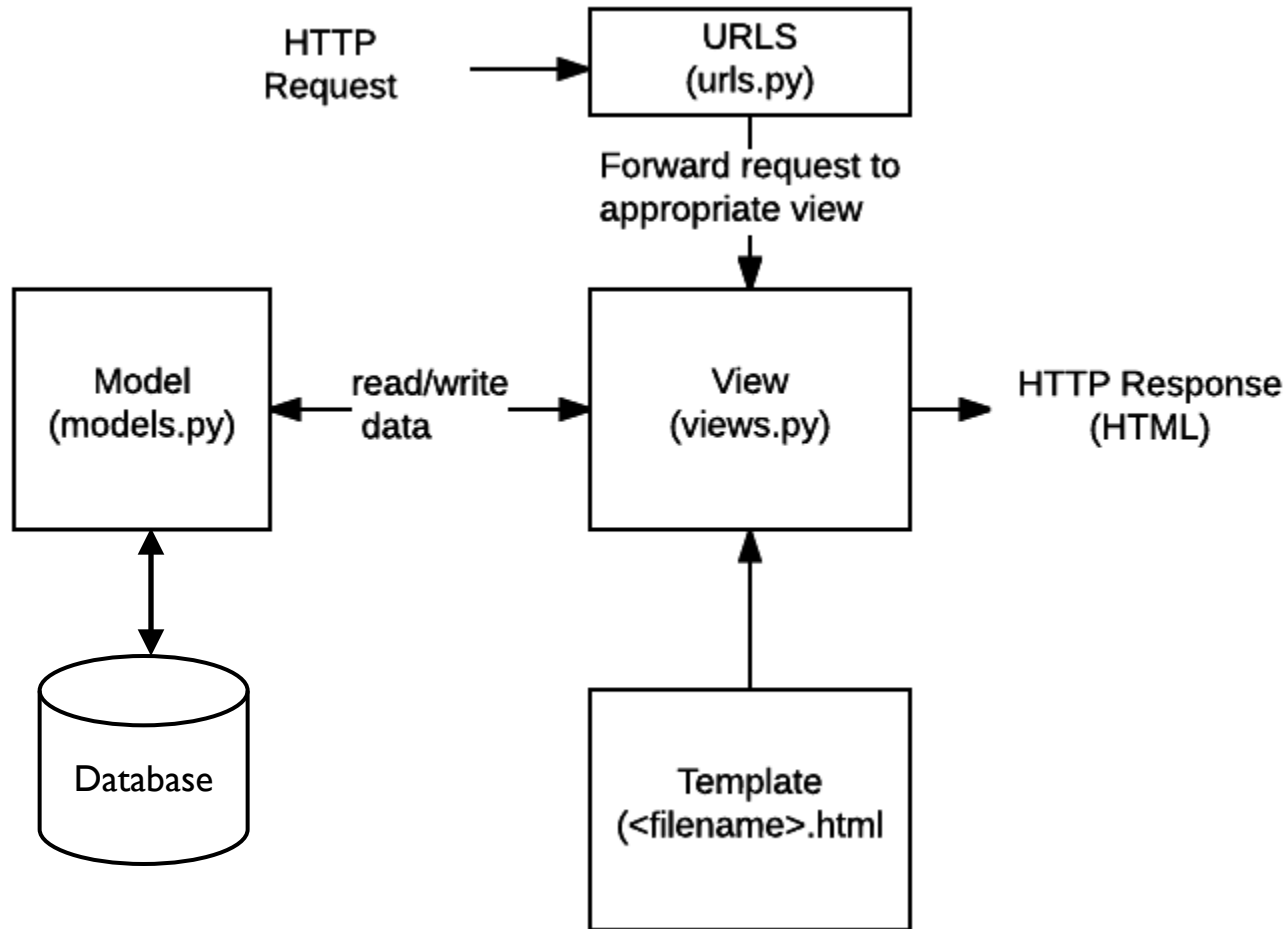 HTTP
Request
URLS
(urls.py)
Forward request to
appropriate view
Model
(models.py)
read/write
data
View
(views.py)
HTTP Response
(HTML)
Database
Template
(<filename>.html